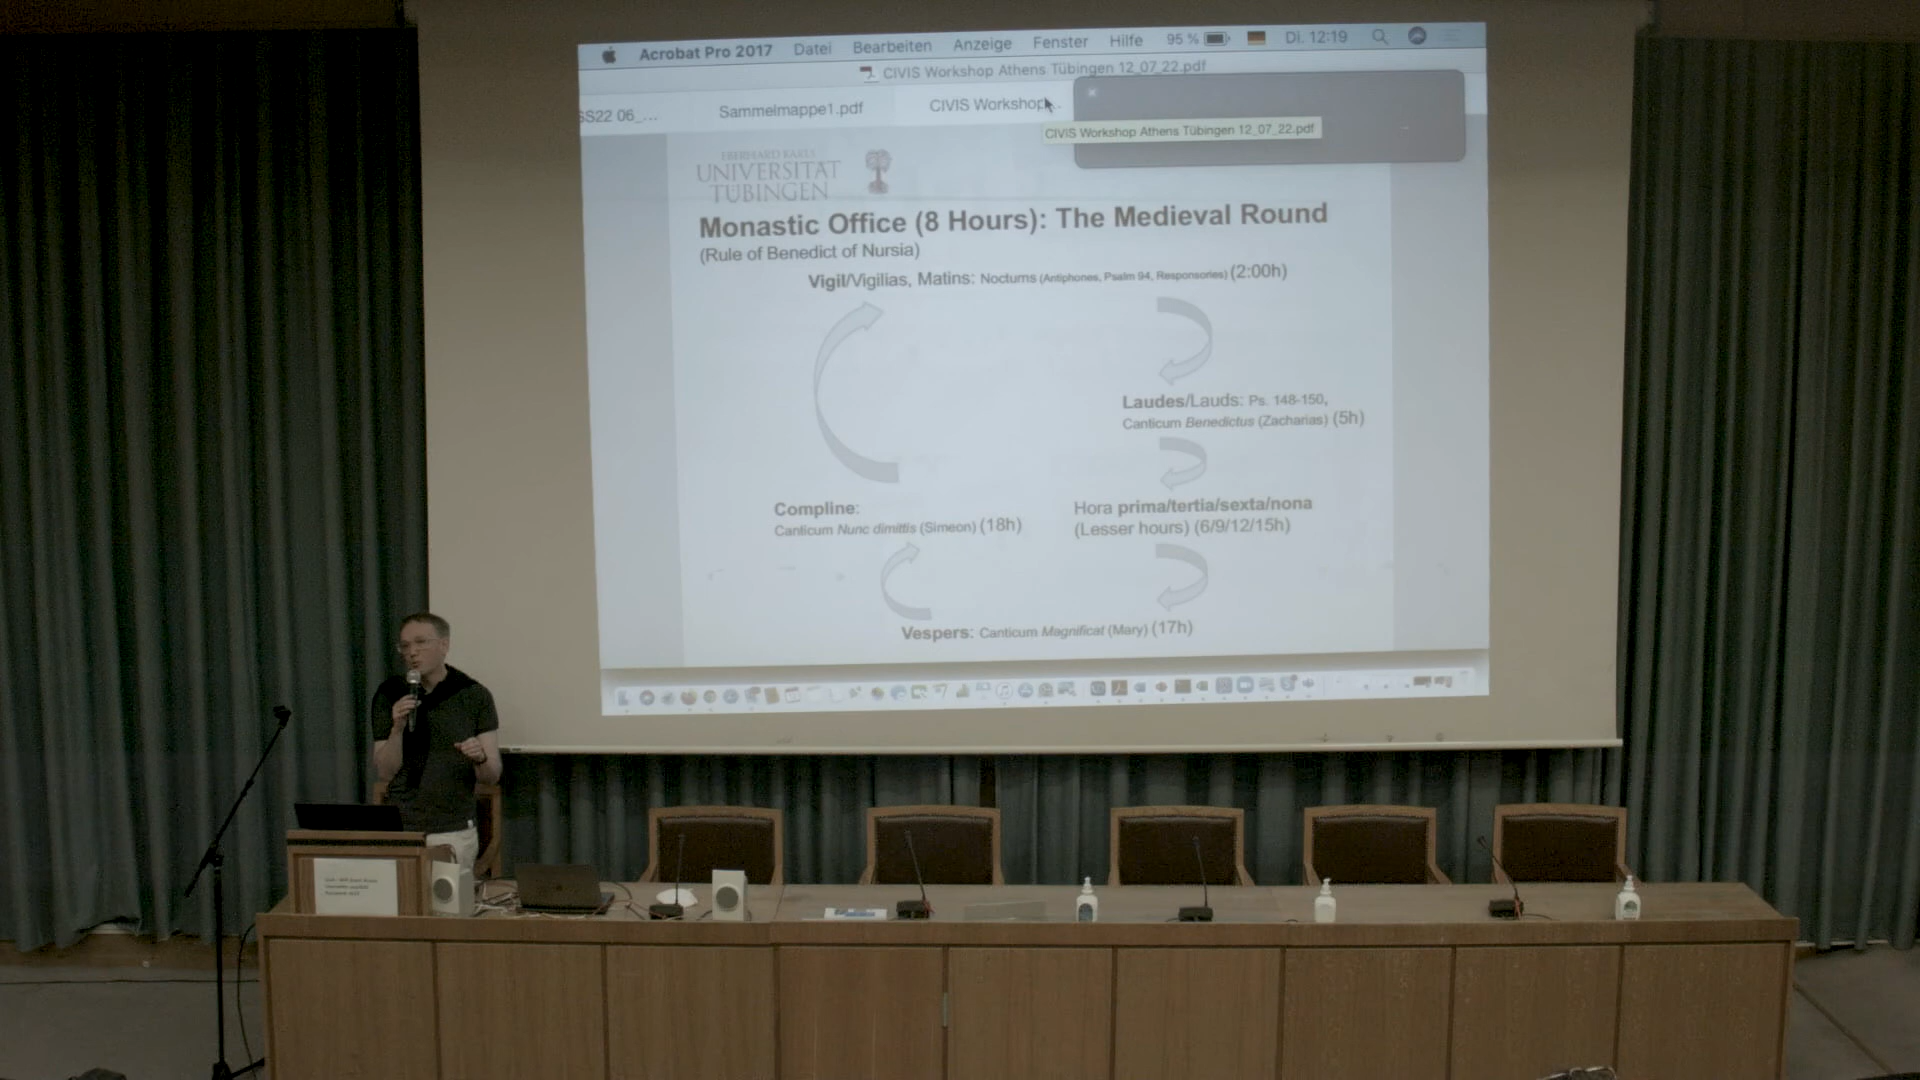 Acrobat Pro 2017 Datei Bearbeiten Anzeige Fenster Hilfe 95 % Di. 12:19
CIVIS Workshop Athens Tübingen 12_07_22.pdf
SS22 06_... Sammelmappe1.pdf CIVIS Workshop...
CIVIS Workshop Athens Tübingen 12_07_22.pdf
EBERHARD KARLS
UNIVERSITÄT
TÜBINGEN
Monastic Office (8 Hours): The Medieval Round
(Rule of Benedict of Nursia)
Vigil/Vigilias, Matins: Nocturns (Antiphones, Psalm 94, Responsories) (2:00h)
Laudes/Lauds: Ps. 148-150,
Canticum Benedictus (Zacharias) (5h)
Hora prima/tertia/sexta/nona
(Lesser hours) (6/9/12/15h)
Compline:
Canticum Nunc dimittis (Simeon) (18h)
Vespers: Canticum Magnificat (Mary) (17h)